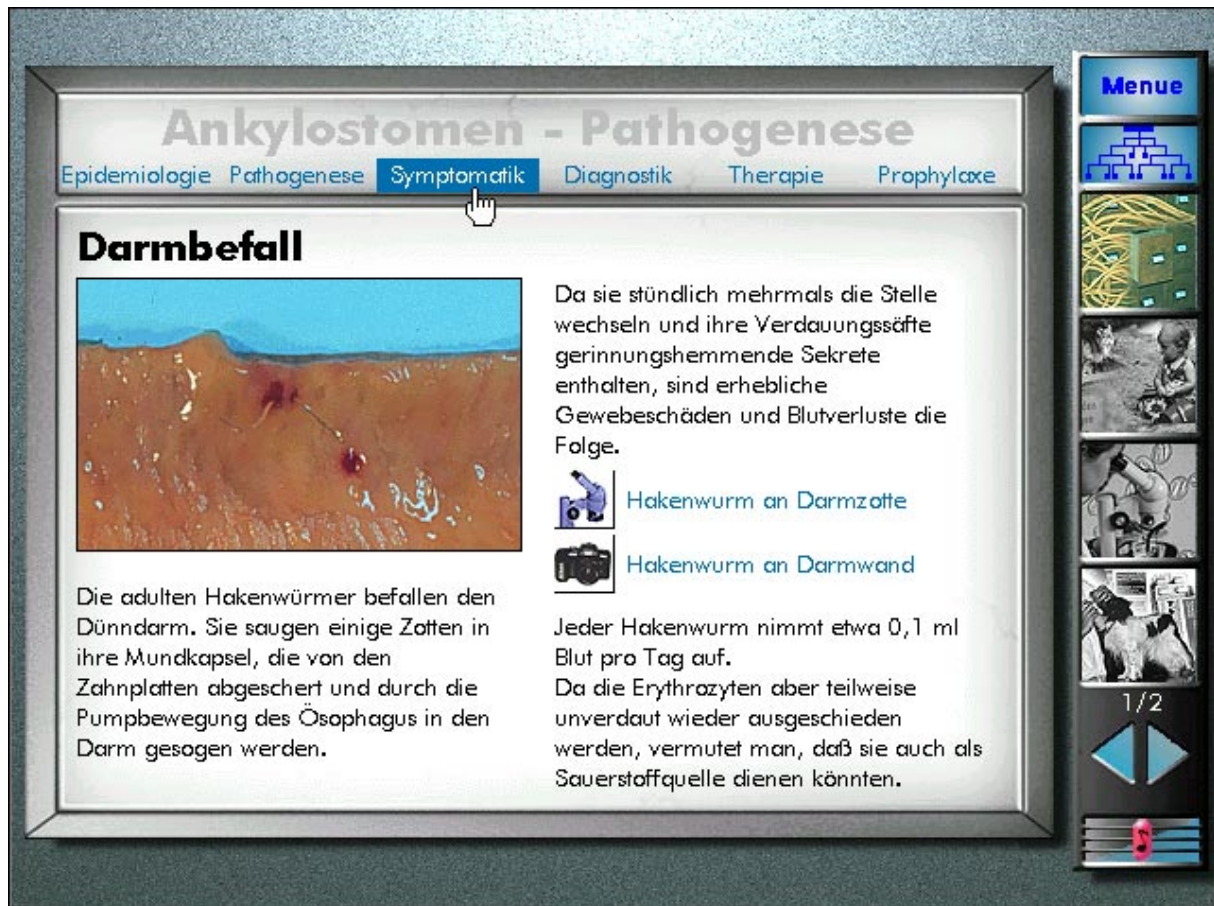 Menue
Ankylostomen - Pathogenese
Epidemiologie Pathogenese Symptomatik Diagnostik Therapie Prophylaxe
Darmbefall
Die adulten Hakenwürmer befallen den
Dünndarm. Sie saugen einige Zotten in
ihre Mundkapsel, die von den
Zahnplatten abgeschert und durch die
Pumpbewegung des Ösophagus in den
Darm gesogen werden.
Da sie stündlich mehrmals die Stelle
wechseln und ihre Verdauungssäfte
gerinnungshemmende Sekrete
enthalten, sind erhebliche
Gewebeschäden und Blutverluste die
Folge.
Hakenwurm an Darmzotte
Hakenwurm an Darmwand
Jeder Hakenwurm nimmt etwa 0,1 ml
Blut pro Tag auf.
Da die Erythrozyten aber teilweise
unverdaut wieder ausgeschieden
werden, vermutet man, daß sie auch als
Sauerstoffquelle dienen könnten.
1/2